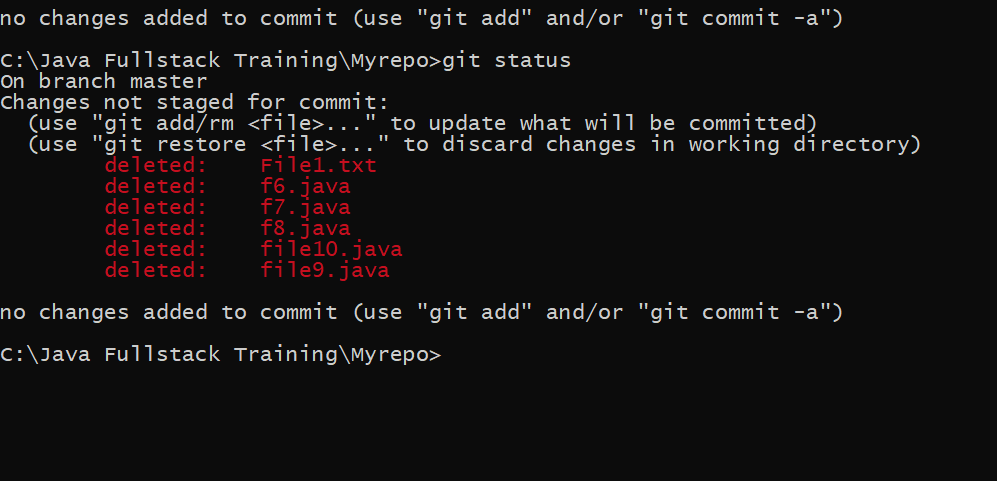 no changes added to commit (use "git add" and/or "git commit -a")
C:\Java Fullstack Training\Myrepo>git status
On branch master
Changes not staged for commit:
  (use "git add/rm <file>..." to update what will be committed)
  (use "git restore <file>..." to discard changes in working directory)
        deleted:    File1.txt
        deleted:    f6.java
        deleted:    f7.java
        deleted:    f8.java
        deleted:    file10.java
        deleted:    file9.java
no changes added to commit (use "git add" and/or "git commit -a")
C:\Java Fullstack Training\Myrepo>